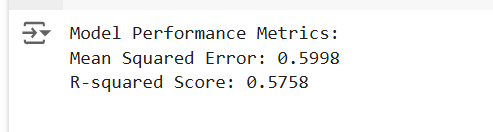 Model Performance Metrics:
Mean Squared Error: 0.5998
R-squared Score: 0.5758